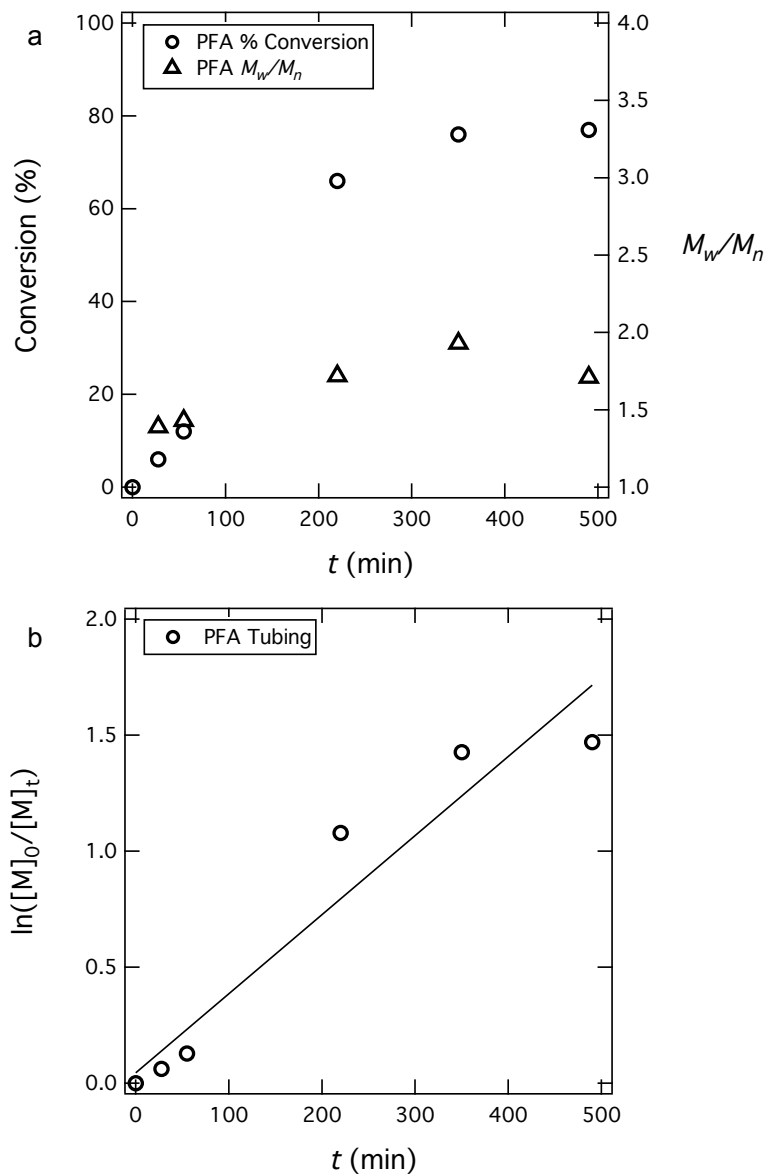 a
PFA % Conversion
PFA Mw/Mn
Conversion (%)
100
80
60
40
20
0
4.0
3.5
3.0
2.5
2.0
1.5
1.0
Mw/Mn
0 100 200 300 400 500
t (min)
b
PFA Tubing
ln([M]0/[M]t)
2.0
1.5
1.0
0.5
0.0
0 100 200 300 400 500
t (min)